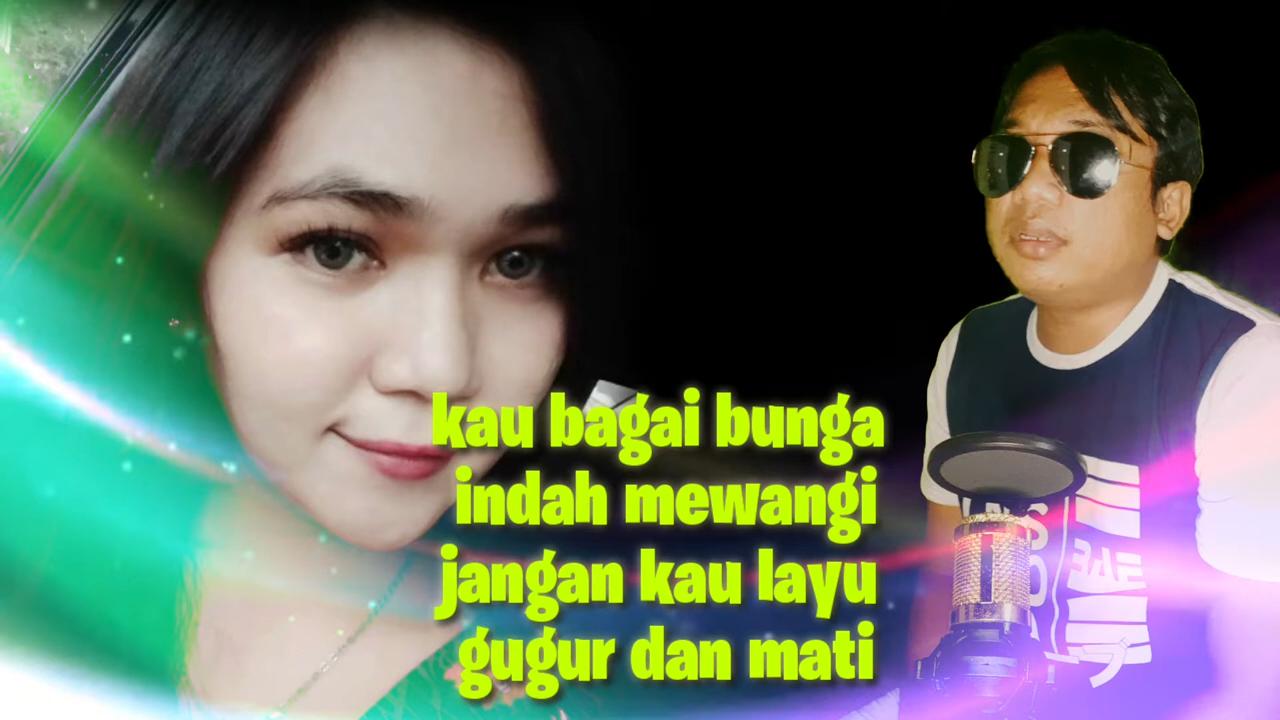 kau bagai bunga
indah mewangi
jangan kau layu
gugur dan mati